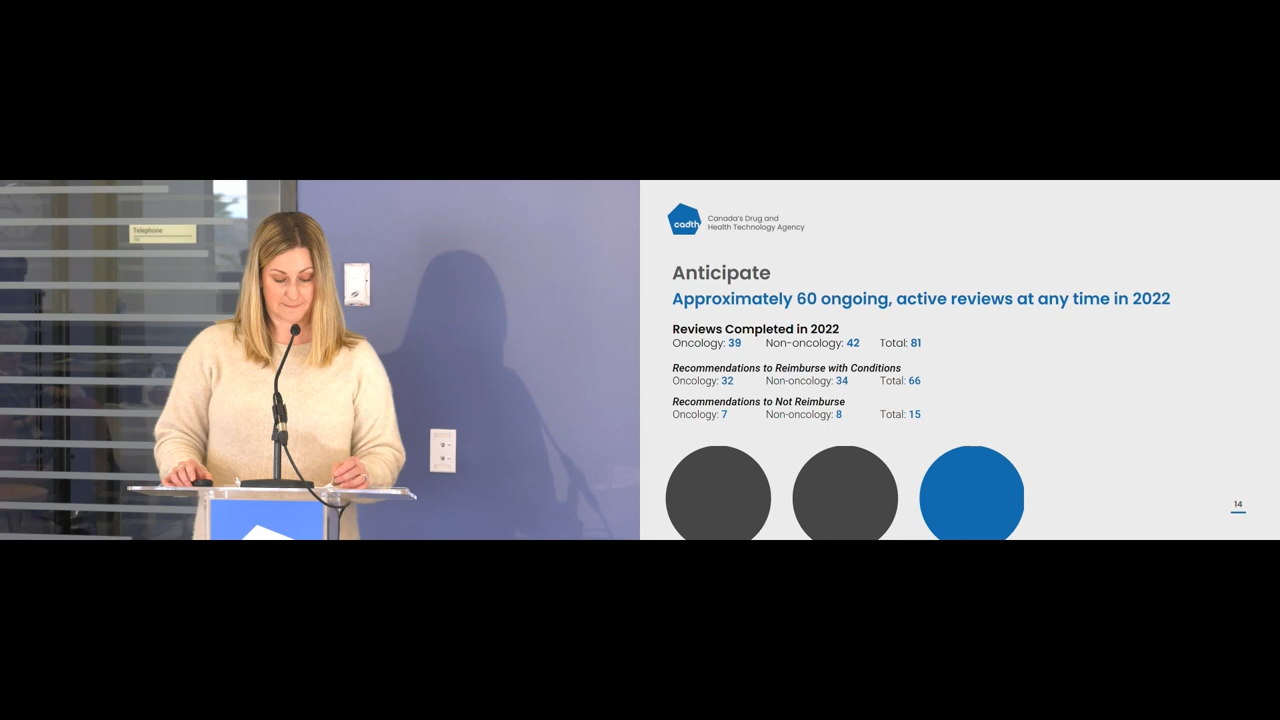 Telephone
cadth
Canada's Drug and
Health Technology Agency
Anticipate
Approximately 60 ongoing, active reviews at any time in 2022
Reviews Completed in 2022
Oncology: 39 Non-oncology: 42 Total: 81
Recommendations to Reimburse with Conditions
Oncology: 32 Non-oncology: 34 Total: 66
Recommendations to Not Reimburse
Oncology: 7 Non-oncology: 8 Total: 15
14